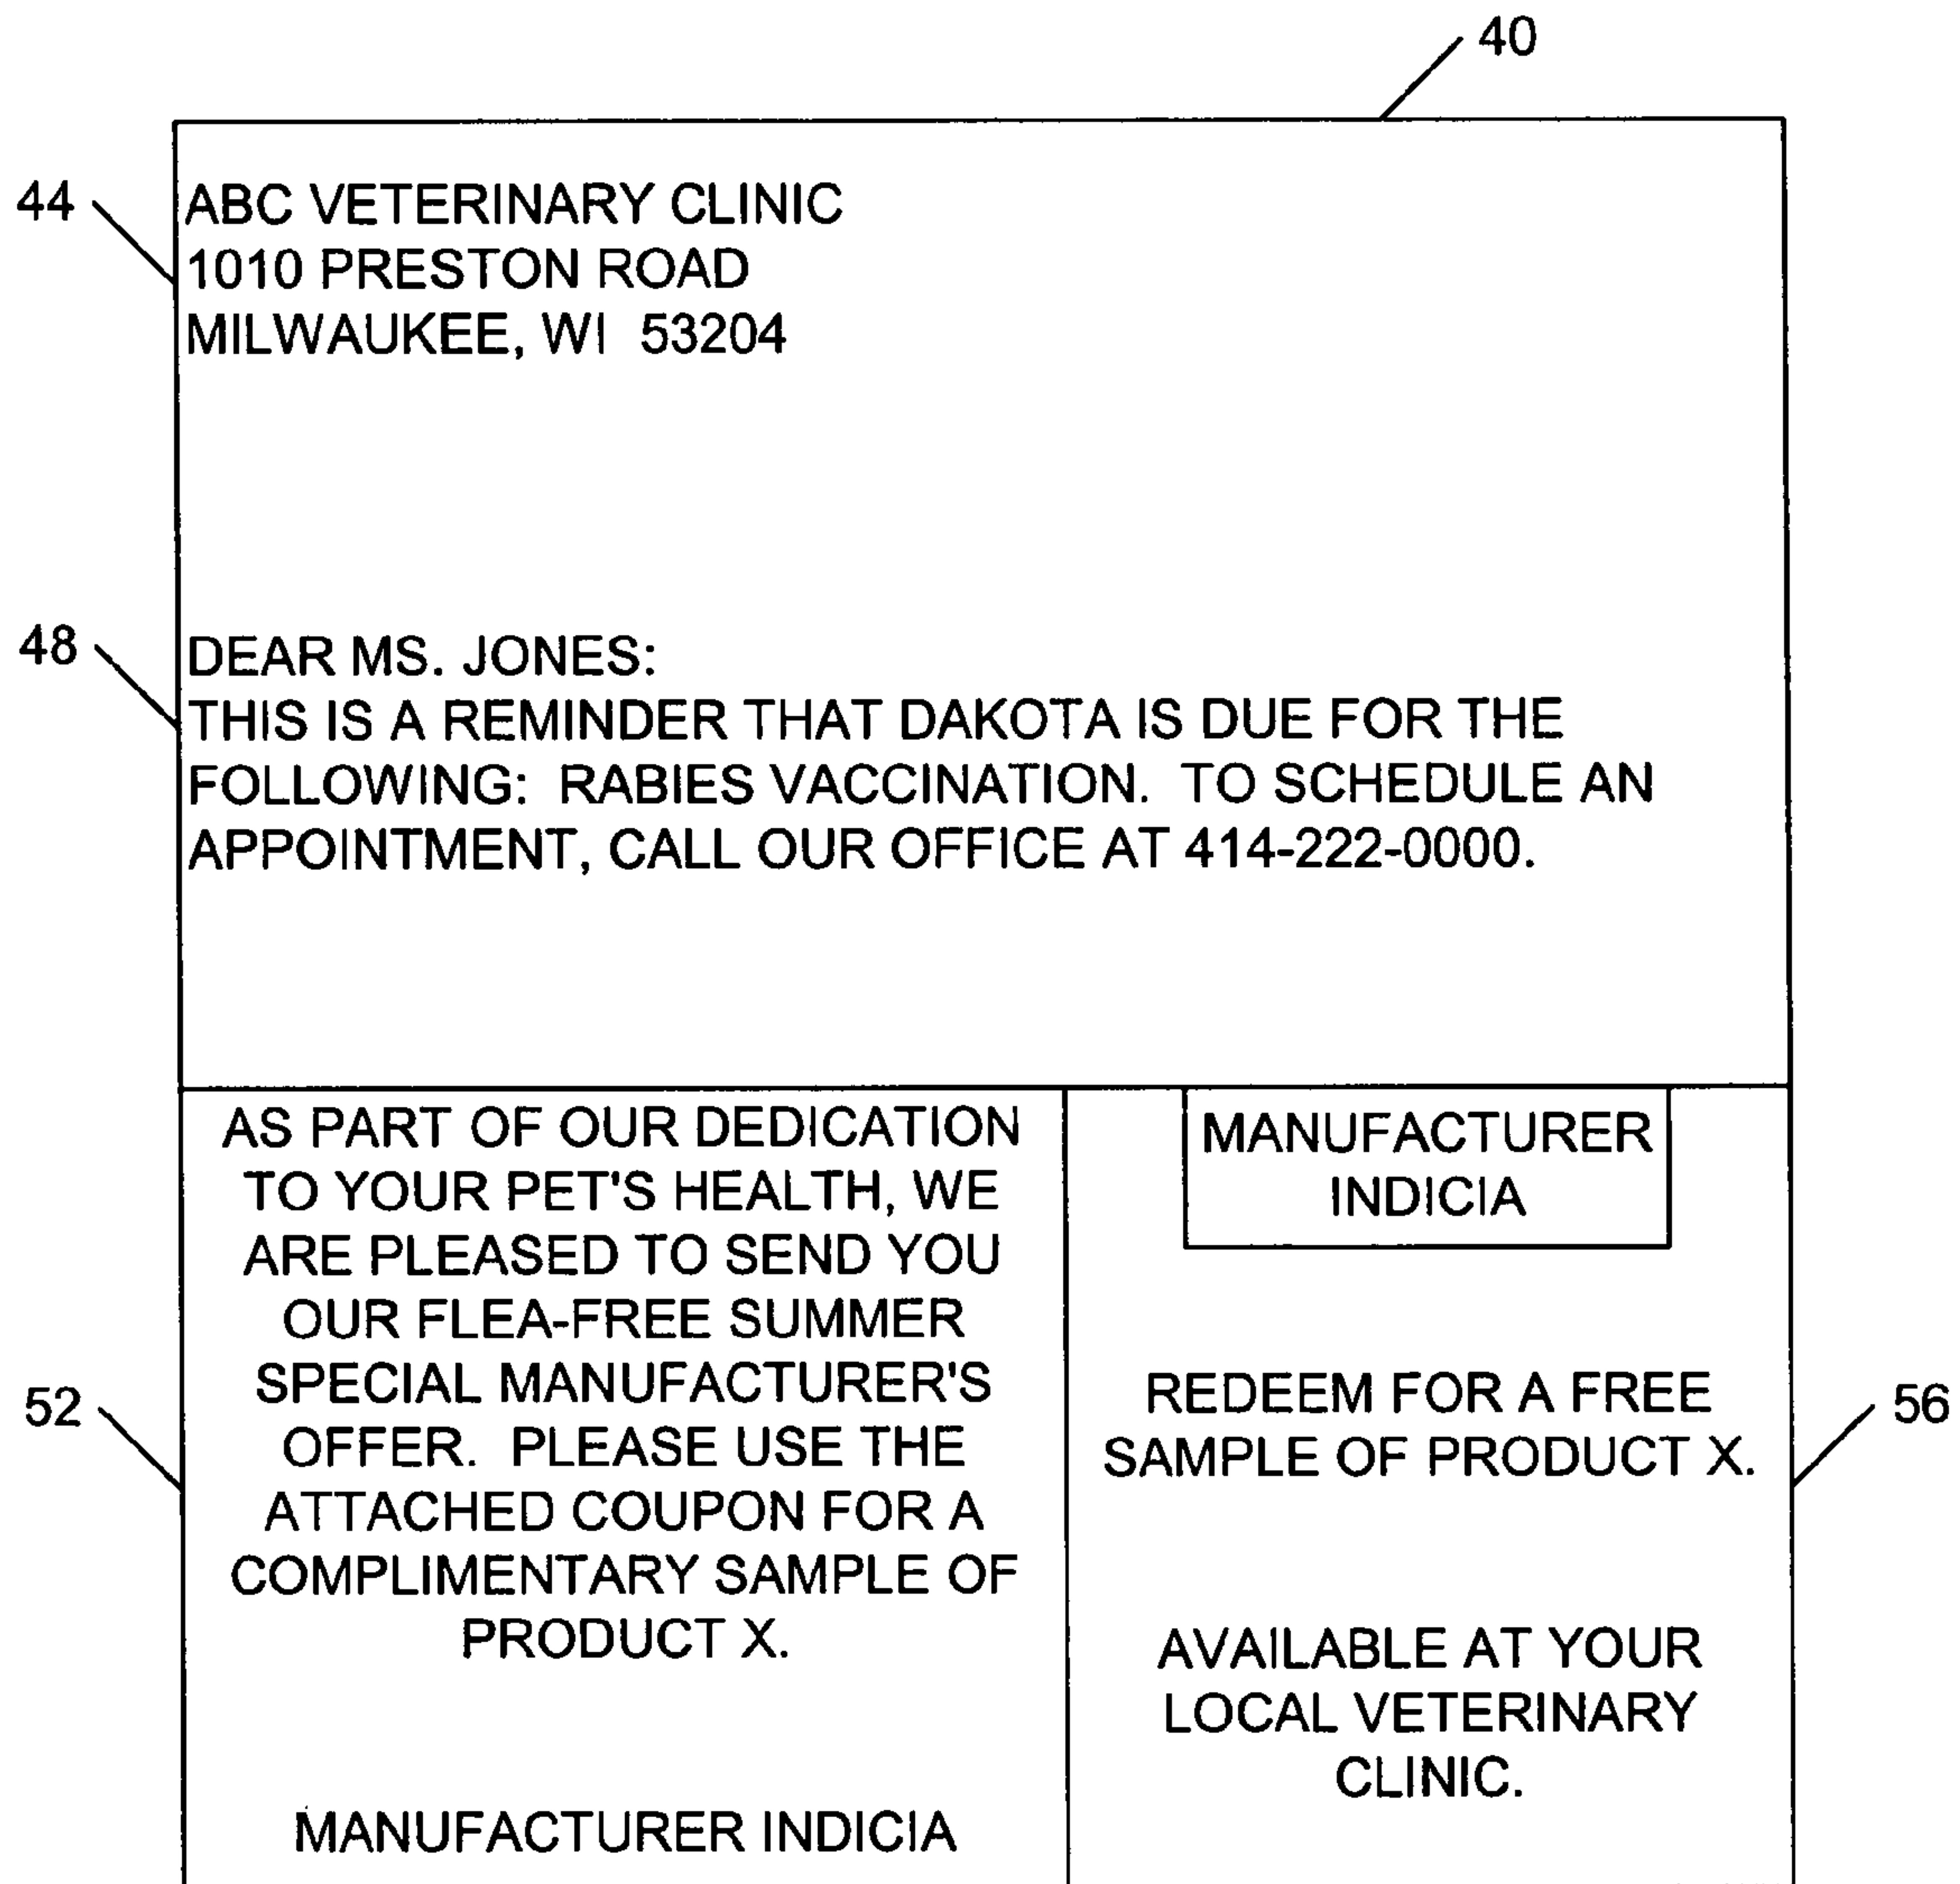 40
44
ABC VETERINARY CLINIC
1010 PRESTON ROAD
MILWAUKEE, WI 53204
48
DEAR MS. JONES:
THIS IS A REMINDER THAT DAKOTA IS DUE FOR THE
FOLLOWING: RABIES VACCINATION. TO SCHEDULE AN
APPOINTMENT, CALL OUR OFFICE AT 414-222-0000.
52
AS PART OF OUR DEDICATION
TO YOUR PET'S HEALTH, WE
ARE PLEASED TO SEND YOU
OUR FLEA-FREE SUMMER
SPECIAL MANUFACTURER'S
OFFER. PLEASE USE THE
ATTACHED COUPON FOR A
COMPLIMENTARY SAMPLE OF
PRODUCT X.
MANUFACTURER INDICIA
MANUFACTURER
INDICIA
REDEEM FOR A FREE
SAMPLE OF PRODUCT X.
AVAILABLE AT YOUR
LOCAL VETERINARY
CLINIC.
56